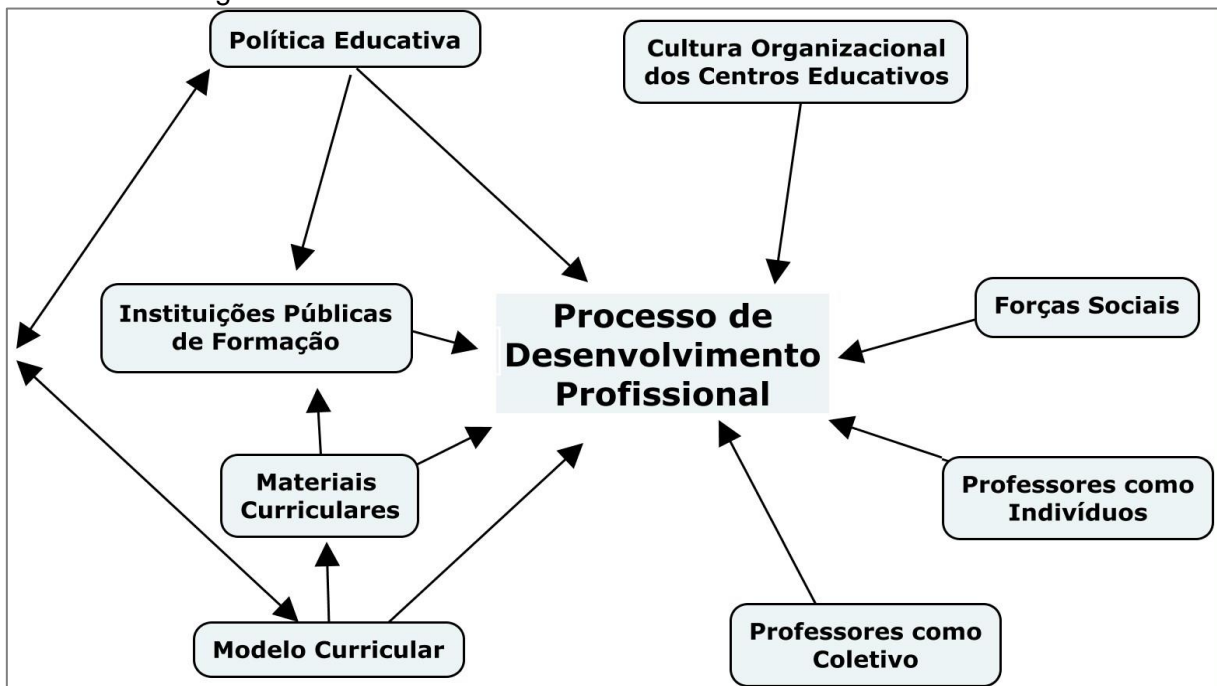 Política Educativa
Cultura Organizacional
dos Centros Educativos
Instituições Públicas
de Formação
Processo de
Desenvolvimento
Profissional
Forças Sociais
Materiais
Curriculares
Professores como
Indivíduos
Modelo Curricular
Professores como
Coletivo